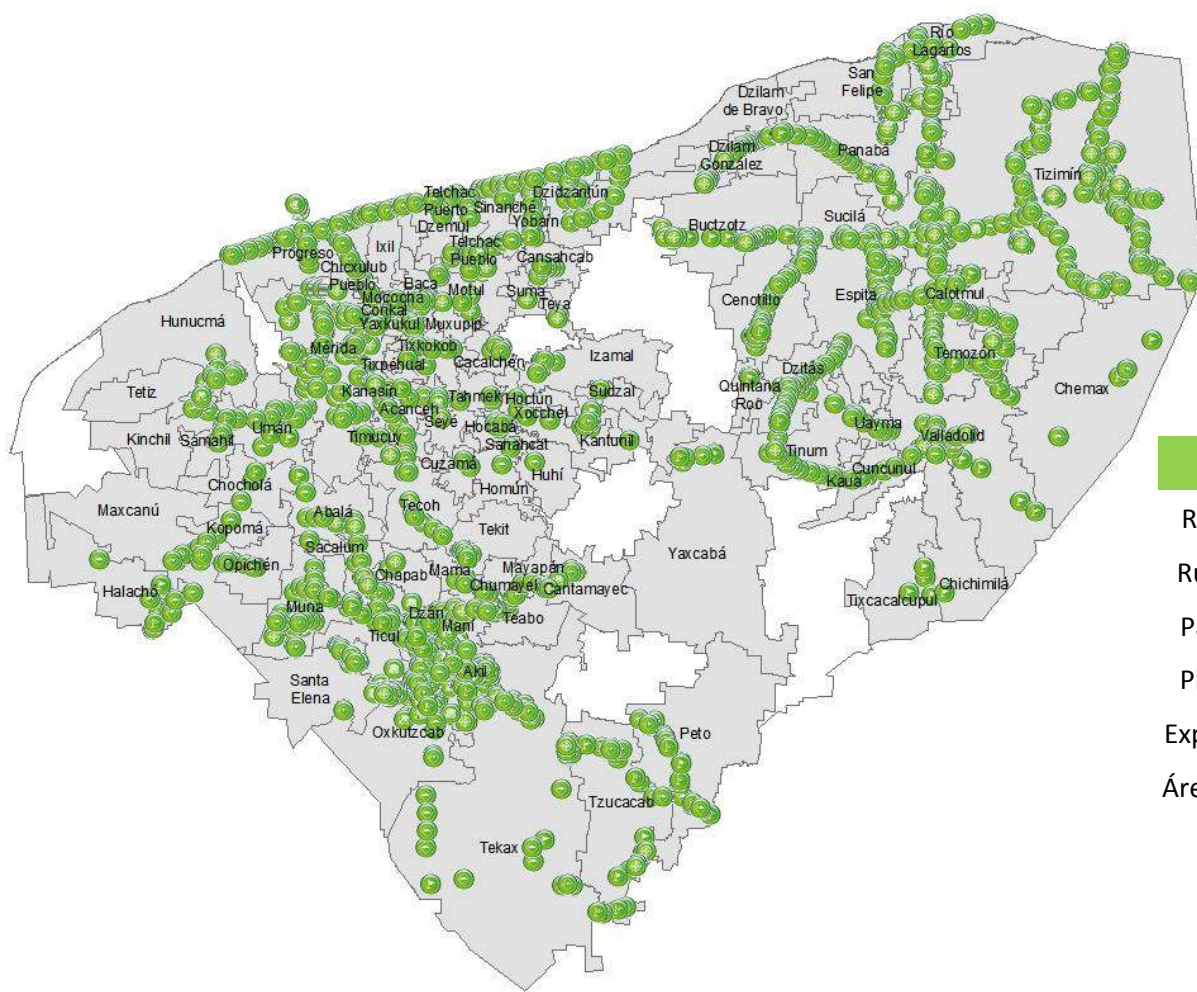 Río
Lagartos
San
Felipe
Dzilam
de Bravo
Dzilam
González
Panabá
Tizimín
Telchac
Puerto
Sinanché
Dzidzantún
Yobaín
Dzemul
Telchac
Pueblo
Cansahcab
Buctzotz
Sucilá
Progreso
Ixil
Chicxulub
Pueblo
Baca
Motul
Suma
Teya
Mocochá
Conkal
Yaxkukul
Muxupip
Cenotillo
Espita
Calotmul
Hunucmá
Mérida
Tixkokob
Tixpéhual
Cacalchén
Izamal
Temozón
Dzitás
Quintana
Roo
Chemax
Tetiz
Kanasín
Tahmek
Hoctún
Sudzal
Acanceh
Seyé
Xocchel
Hocabá
Kantunil
Kinchil
Samahil
Umán
Timucuy
Sanahcat
Uayma
Valladolid
Tinum
Cuncunul
Kaua
Cuzamá
Huhí
Homún
Chocholá
Maxcanú
Abalá
Tecoh
Tekit
Kopomá
Sacalum
Yaxcabá
Opichén
Halachó
Chapab
Mama
Mayapán
Chumayel
Cantamayec
Chichimilá
Tixcacalcupul
Muna
Dzán
Maní
Teabo
Ticul
Santa
Elena
Akil
Oxkutzcab
Peto
Tzucacab
Tekax
R
Ru
P
P
Exp
Áre